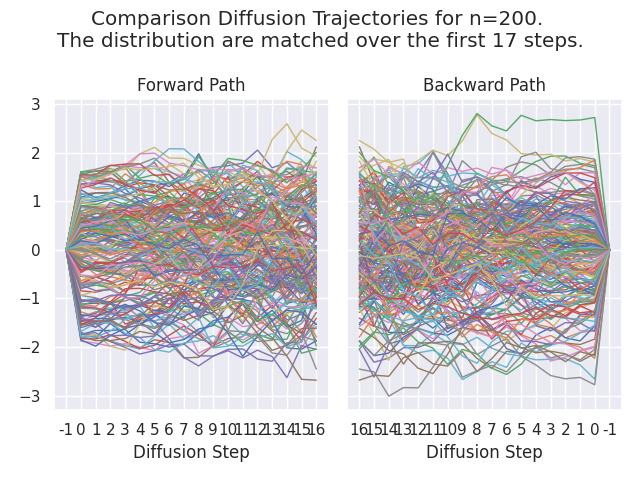 Comparison Diffusion Trajectories for n=200.
The distribution are matched over the first 17 steps.
Forward Path
Backward Path
3
2
1
0
−1
−2
−3
-1 0 1 2 3 4 5 6 7 8 9 10 11 12 13 14 15 16
16 15 14 13 12 11 10 9 8 7 6 5 4 3 2 1 0 -1
Diffusion Step
Diffusion Step